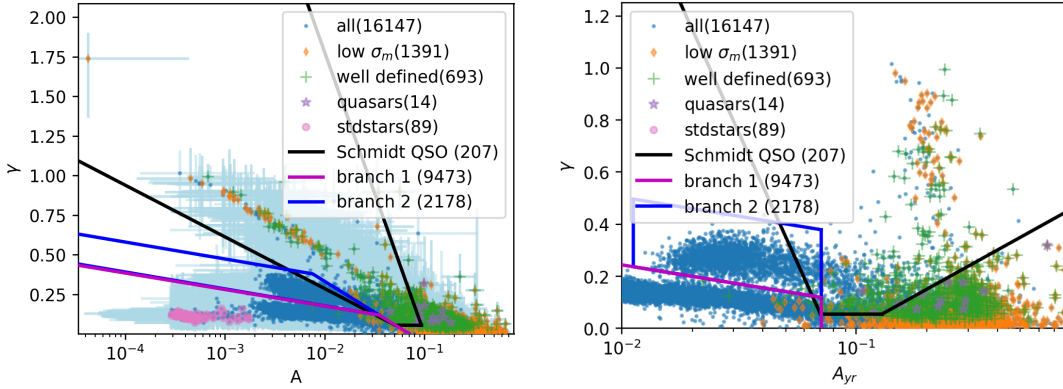 2.00
1.75
1.50
1.25
1.00
0.75
0.50
0.25
γ
all(16147)
low σm(1391)
well defined(693)
quasars(14)
stdstars(89)
Schmidt QSO (207)
branch 1 (9473)
branch 2 (2178)
10⁻⁴
10⁻³
10⁻²
10⁻¹
A
1.2
1.0
0.8
0.6
0.4
0.2
0.0
γ
all(16147)
low σm(1391)
well defined(693)
quasars(14)
stdstars(89)
Schmidt QSO (207)
branch 1 (9473)
branch 2 (2178)
10⁻²
10⁻¹
Ayr